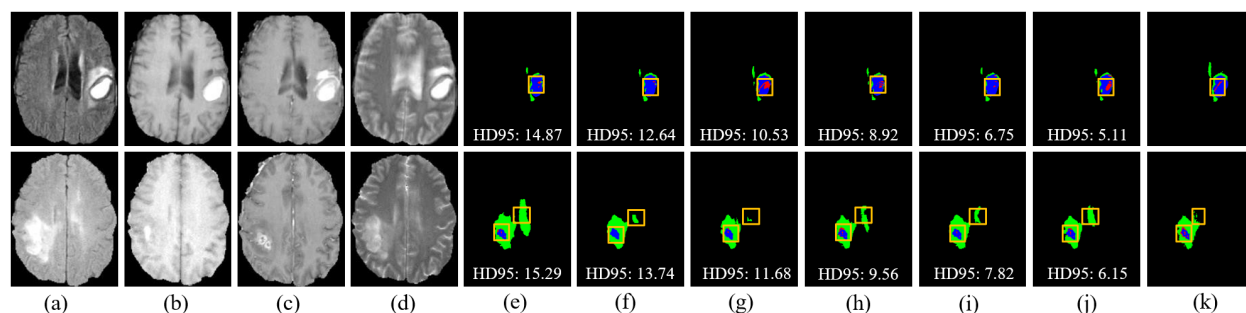 HD95: 14.87 HD95: 12.64 HD95: 10.53 HD95: 8.92 HD95: 6.75 HD95: 5.11
HD95: 15.29 HD95: 13.74 HD95: 11.68 HD95: 9.56 HD95: 7.82 HD95: 6.15
(a) (b) (c) (d) (e) (f) (g) (h) (i) (j) (k)